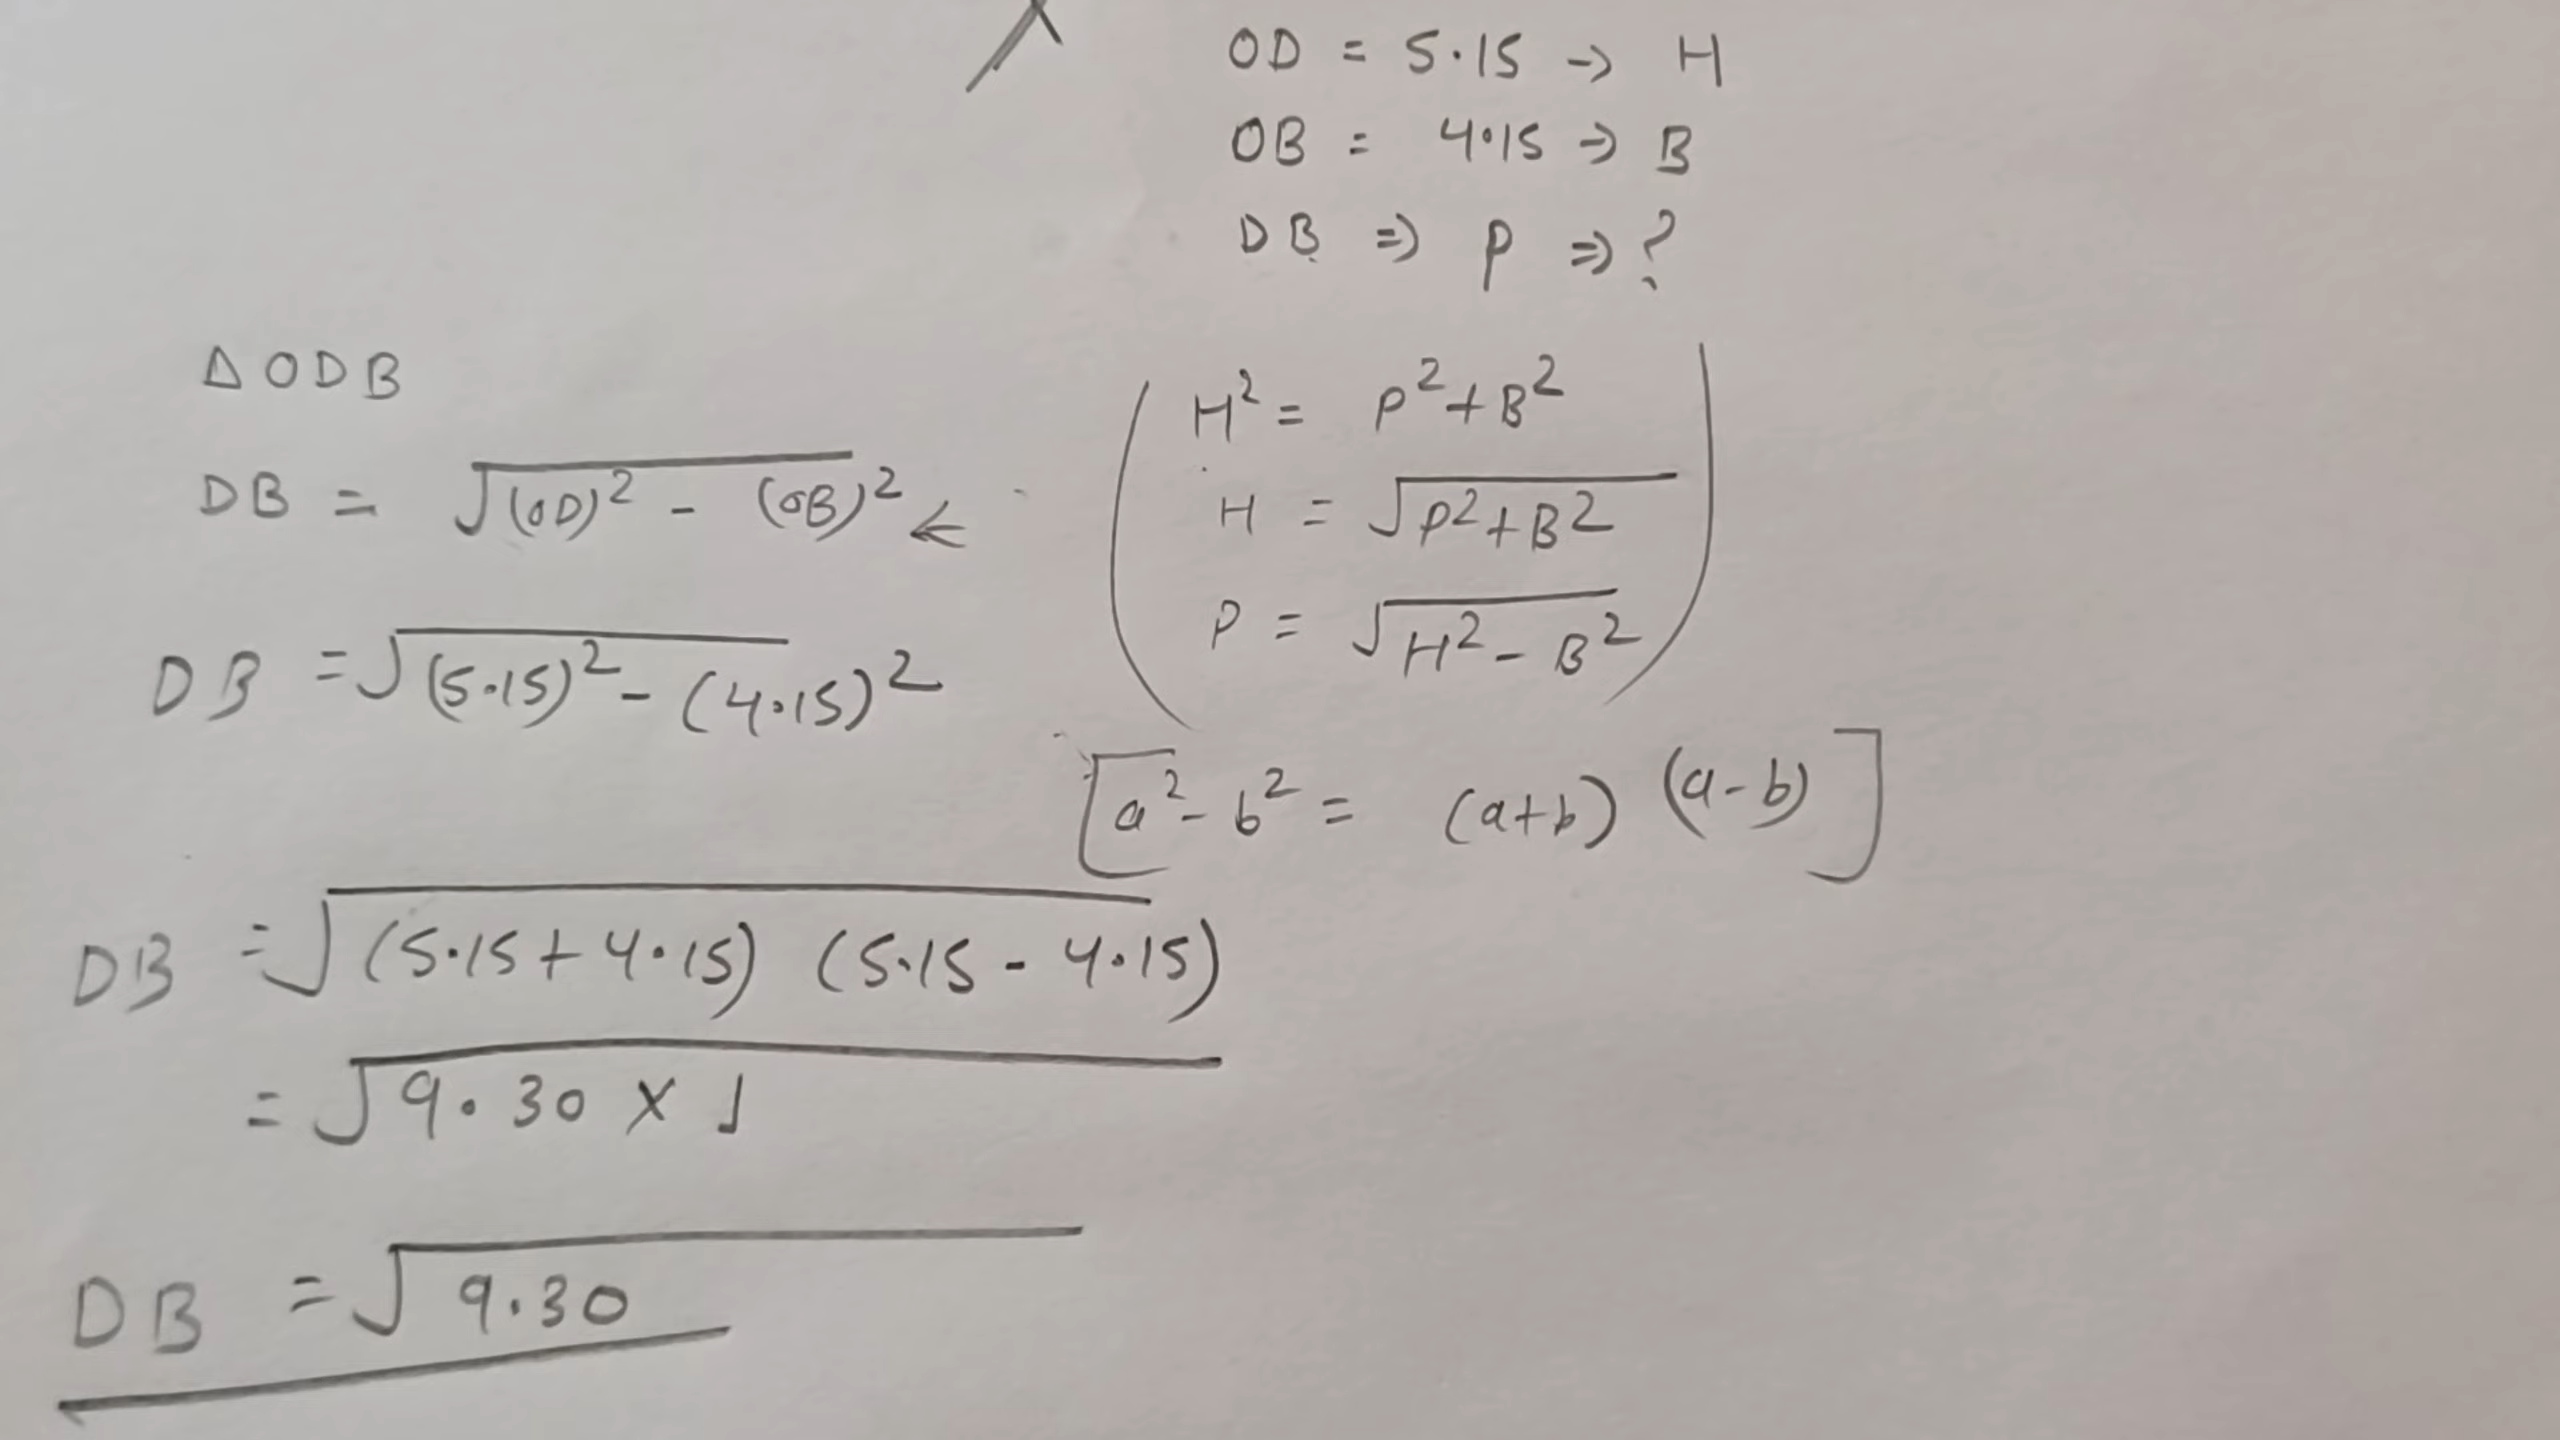 OD = 5.15 → H
OB = 4.15 → B
DB ⇒ P ⇒ ?
△ ODB
DB = √(OD)² - (OB)² ←
DB = √(5.15)² - (4.15)²
H² = P² + B²
H = √P² + B²
P = √H² - B²
[a² - b² = (a+b) (a-b)]
DB = √(5.15 + 4.15) (5.15 - 4.15)
= √9.30 × 1
DB = √9.30